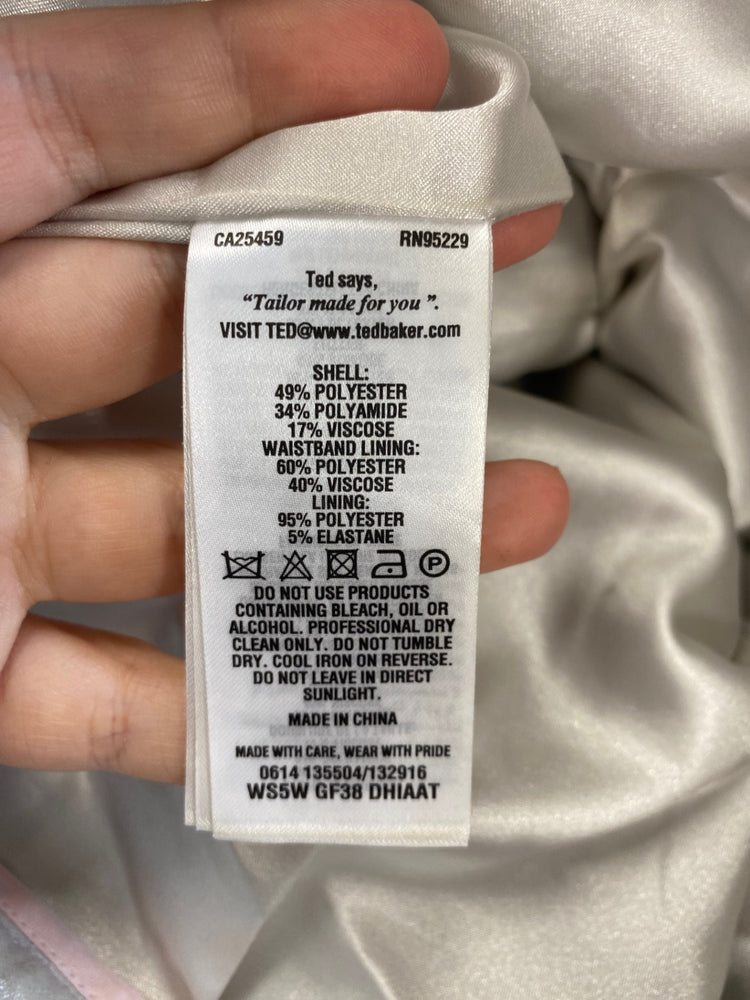 CA25459 RN95229
Ted says,
“Tailor made for you ”.
VISIT TED@www.tedbaker.com
SHELL:
49% POLYESTER
34% POLYAMIDE
17% VISCOSE
WAISTBAND LINING:
60% POLYESTER
40% VISCOSE
LINING:
95% POLYESTER
5% ELASTANE
P
DO NOT USE PRODUCTS
CONTAINING BLEACH, OIL OR
ALCOHOL. PROFESSIONAL DRY
CLEAN ONLY. DO NOT TUMBLE
DRY. COOL IRON ON REVERSE.
DO NOT LEAVE IN DIRECT
SUNLIGHT.
MADE IN CHINA
MADE WITH CARE, WEAR WITH PRIDE
0614 135504/132916
WS5W GF38 DHIAAT